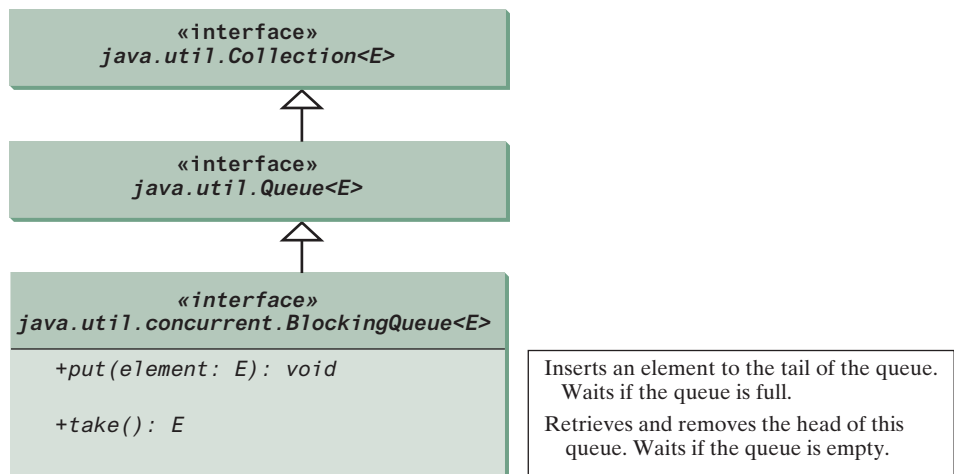 «interface»
java.util.Collection<E>
«interface»
java.util.Queue<E>
«interface»
java.util.concurrent.BlockingQueue<E>
+put(element: E): void
+take(): E
Inserts an element to the tail of the queue.
Waits if the queue is full.
Retrieves and removes the head of this
queue. Waits if the queue is empty.